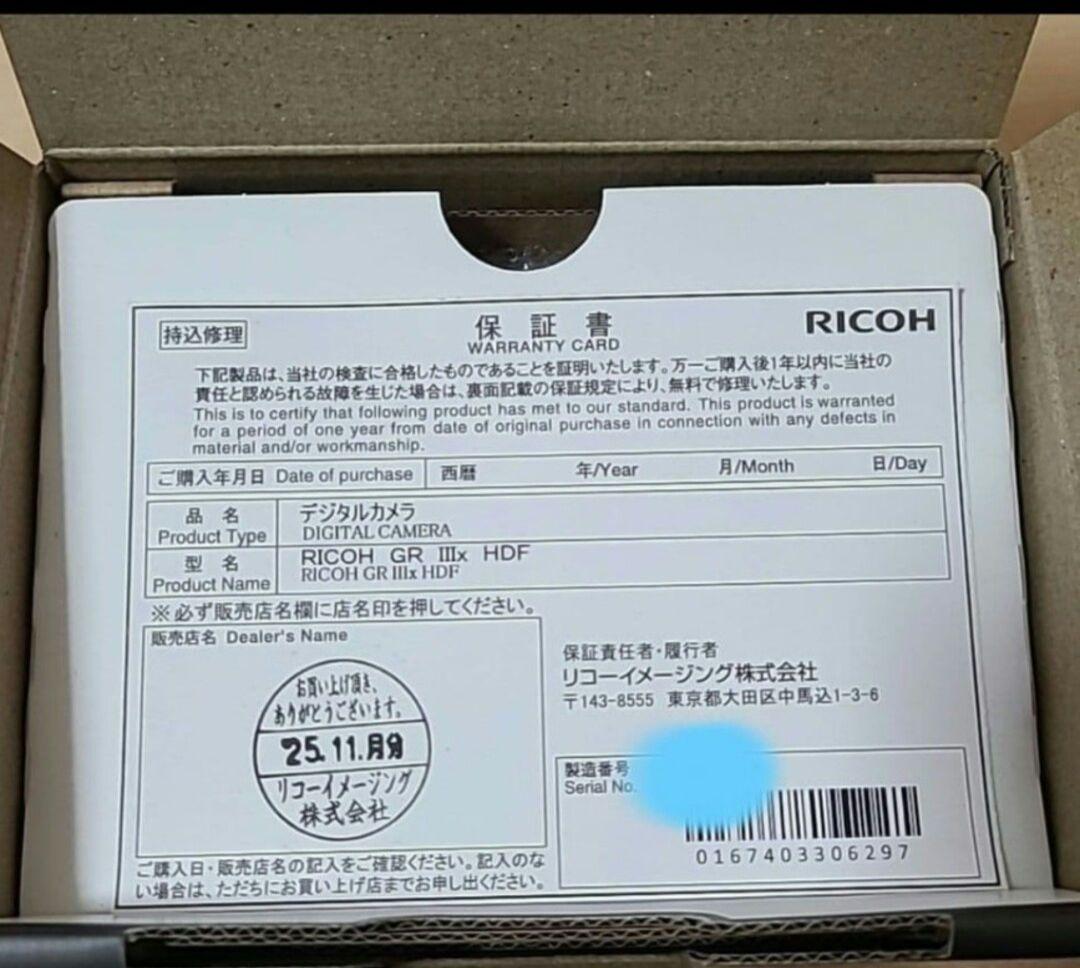 持込修理
保証書
WARRANTY CARD
RICOH
下記製品は、当社の検査に合格したものであることを証明いたします。万一ご購入後1年以内に当社の
責任と認められる故障を生じた場合は、裏面記載の保証規定により、無料で修理いたします。
This is to certify that following product has met to our standard. This product is warranted
for a period of one year from date of original purchase in connection with any defects in
material and/or workmanship.
ご購入年月日 Date of purchase 西暦 年/Year 月/Month 日/Day
品名 デジタルカメラ
Product Type DIGITAL CAMERA
型名 RICOH GR IIIx HDF
Product Name RICOH GR IIIx HDF
※必ず販売店名欄に店名印を押してください。
販売店名 Dealer's Name
お買い上げ頂き、
ありがとうございます。
'25.11.月分
リコーイメージング
株式会社
ご購入日・販売店名の記入をご確認ください。記入のな
い場合は、ただちにお買い上げ店までお申し出ください。
保証責任者・履行者
リコーイメージング株式会社
〒143-8555 東京都大田区中馬込1-3-6
製造番号
Serial No.
0167403306297